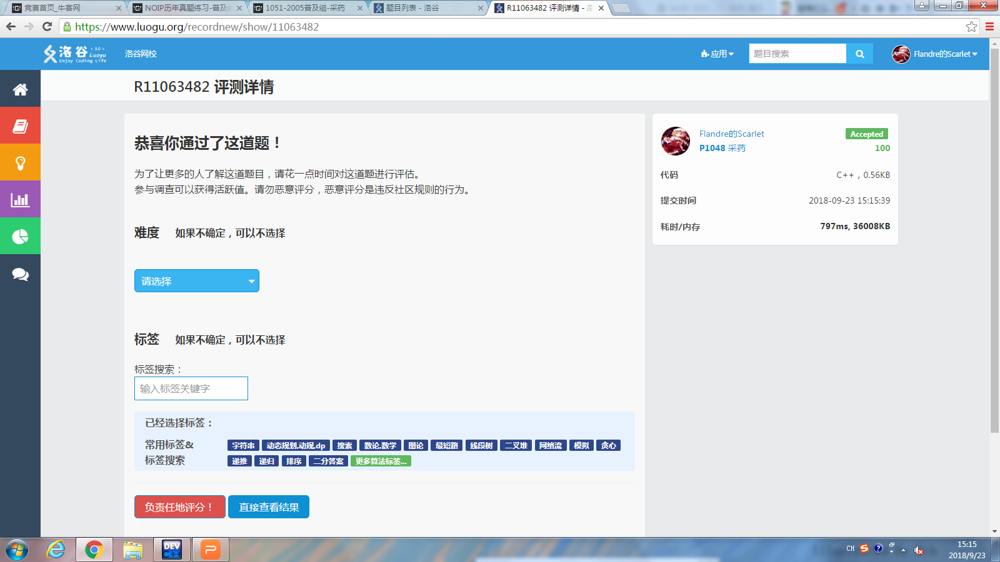 竞赛首页_牛客网
NOIP历年真题练习-普及
1051-2005普及组-采药
题目列表 - 洛谷
R11063482 评测详情 -
https://www.luogu.org/recordnew/show/11063482
洛谷 <3.0> Luogu
Enjoy Coding Life
洛谷网校
应用
题目搜索
Flandre的Scarlet
R11063482 评测详情
恭喜你通过了这道题！
为了让更多的人了解这道题目，请花一点时间对这道题进行评估。
参与调查可以获得活跃值。请勿恶意评分，恶意评分是违反社区规则的行为。
难度 如果不确定，可以不选择
请选择
标签 如果不确定，可以不选择
标签搜索：
输入标签关键字
已经选择标签：
常用标签& 字符串 动态规划,动规,dp 搜索 数论,数学 图论 最短路 线段树 二叉堆 网络流 模拟 贪心
标签搜索 递推 递归 排序 二分答案 更多算法标签...
负责任地评分！ 直接查看结果
Flandre的Scarlet Accepted
P1048 采药 100
代码 C++，0.56KB
提交时间 2018-09-23 15:15:39
耗时/内存 797ms, 36008KB
DEV
C++
CH
15:15
2018/9/23